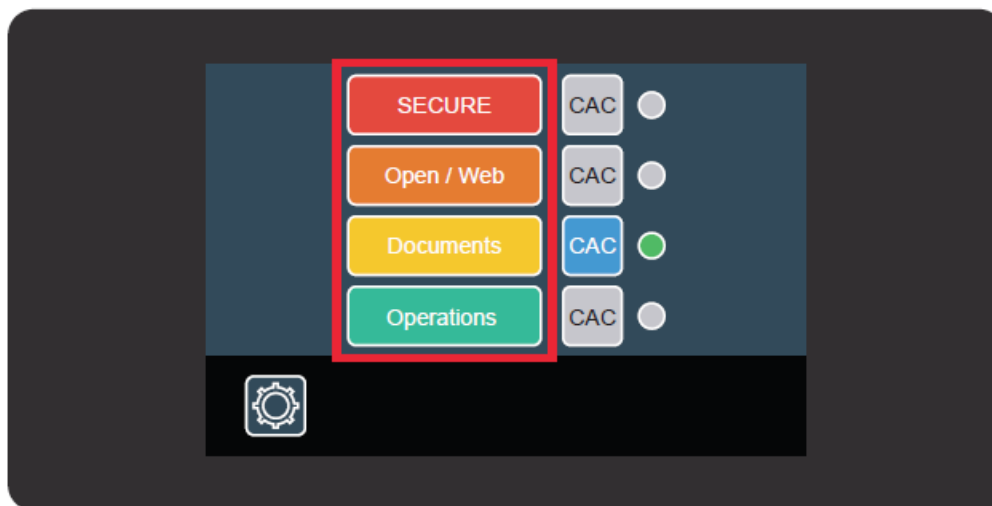 SECURE CAC
Open / Web CAC
Documents CAC
Operations CAC